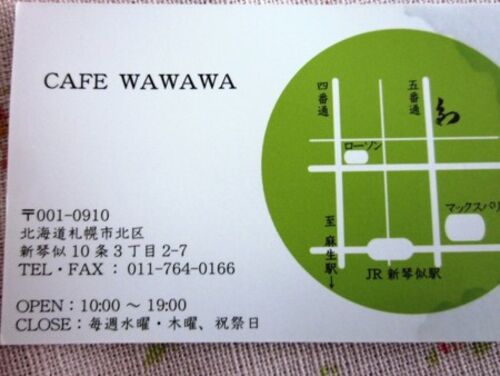 CAFE WAWAWA
〒001-0910
北海道札幌市北区
新琴似10条3丁目2-7
TEL・FAX：011-764-0166
OPEN：10:00～19:00
CLOSE：毎週水曜・木曜、祝祭日
四番通
五番通
ローソン
マックスバリ
至 麻生駅→
JR 新琴似駅